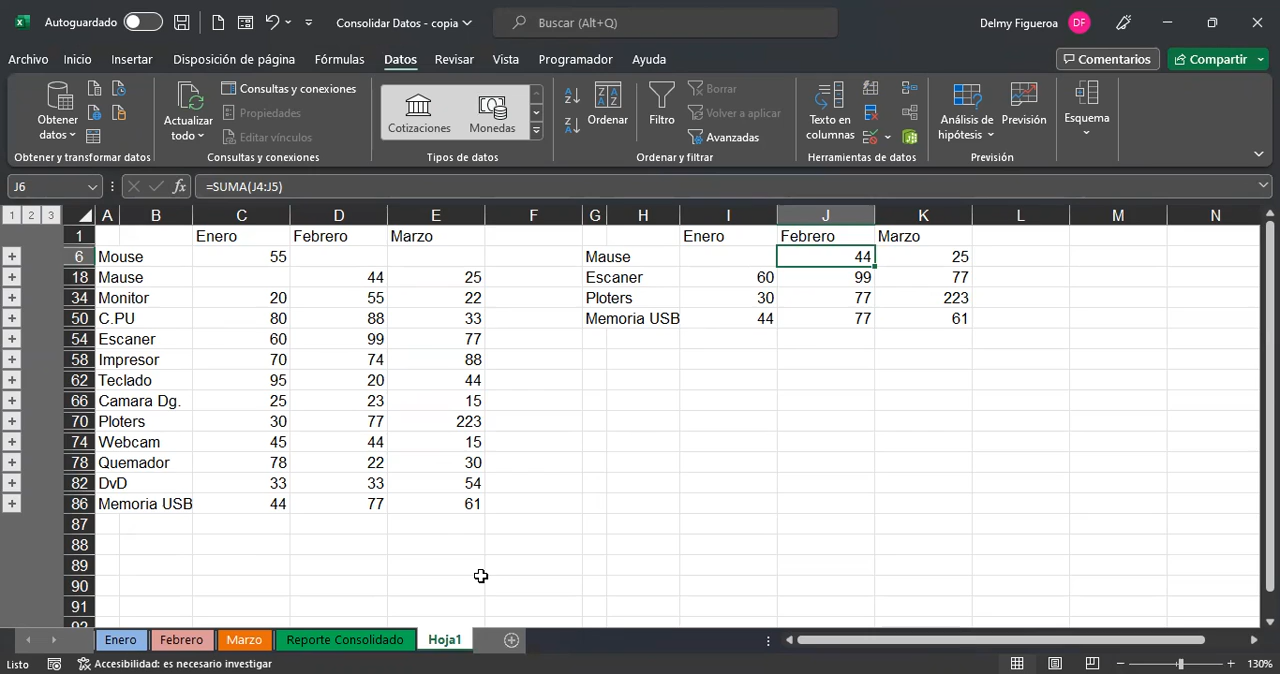 Autoguardado Consolidar Datos - copia Buscar (Alt+Q) Delmy Figueroa DF
Archivo Inicio Insertar Disposición de página Fórmulas Datos Revisar Vista Programador Ayuda Comentarios Compartir
Obtener datos
Obtener y transformar datos
Actualizar todo
Consultas y conexiones
Propiedades
Editar vínculos
Consultas y conexiones
Cotizaciones Monedas
Tipos de datos
Ordenar
Filtro
Borrar
Volver a aplicar
Avanzadas
Ordenar y filtrar
Texto en columnas
Herramientas de datos
Análisis de hipótesis
Previsión
Previsión
Esquema
J6 fx =SUMA(J4:J5)
1 2 3 A B C D E F G H I J K L M N
1 Enero Febrero Marzo Enero Febrero Marzo
6 Mouse 55 Mause 44 25
18 Mause 44 25 Escaner 60 99 77
34 Monitor 20 55 22 Ploters 30 77 223
50 C.PU 80 88 33 Memoria USB 44 77 61
54 Escaner 60 99 77
58 Impresor 70 74 88
62 Teclado 95 20 44
66 Camara Dg. 25 23 15
70 Ploters 30 77 223
74 Webcam 45 44 15
78 Quemador 78 22 30
82 DvD 33 33 54
86 Memoria USB 44 77 61
87
88
89
90
91
Enero Febrero Marzo Reporte Consolidado Hoja1
Listo Accesibilidad: es necesario investigar 130%